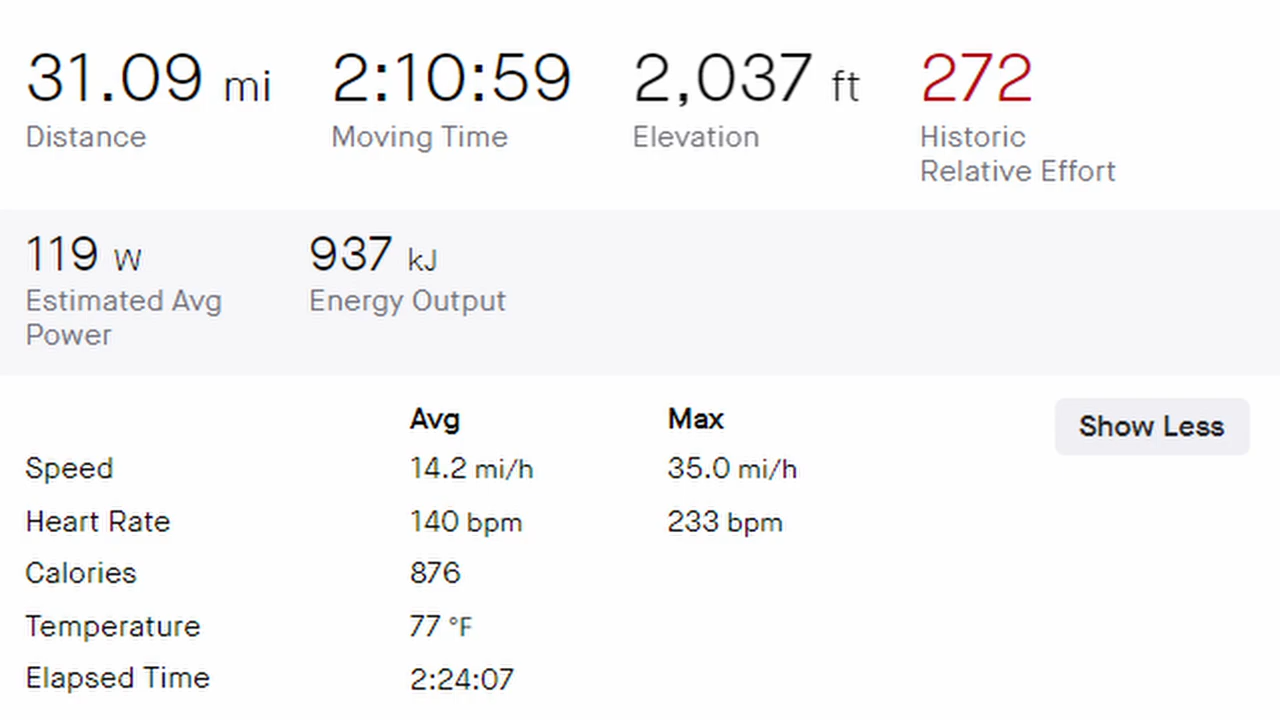 31.09 mi 2:10:59 2,037 ft 272
Distance Moving Time Elevation Historic
Relative Effort
119 W 937 kJ
Estimated Avg Energy Output
Power
Avg Max Show Less
Speed 14.2 mi/h 35.0 mi/h
Heart Rate 140 bpm 233 bpm
Calories 876
Temperature 77 °F
Elapsed Time 2:24:07